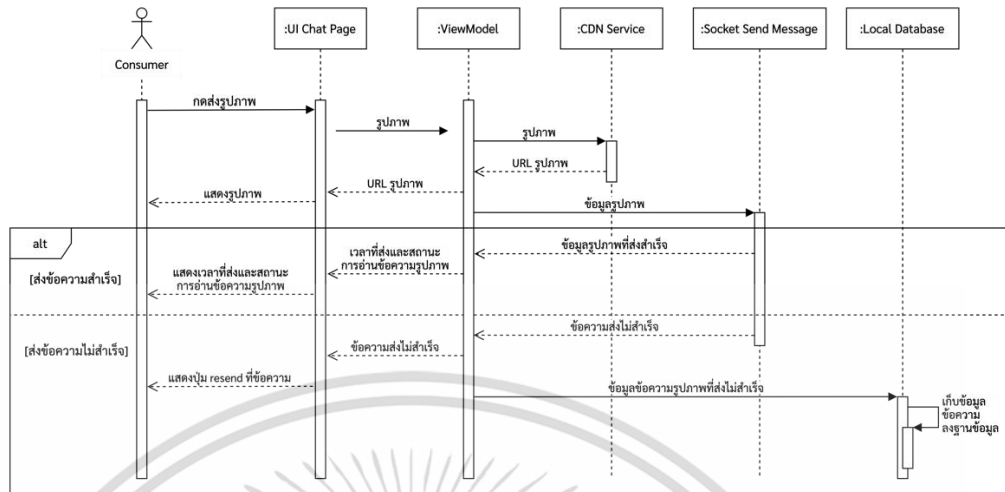 :UI Chat Page
:ViewModel
:CDN Service
:Socket Send Message
:Local Database
Consumer
กดส่งรูปภาพ
รูปภาพ
รูปภาพ
URL รูปภาพ
URL รูปภาพ
แสดงรูปภาพ
ข้อมูลรูปภาพ
alt
ข้อมูลรูปภาพที่ส่งสำเร็จ
เวลาที่ส่งและสถานะ
การอ่านข้อความรูปภาพ
[ส่งข้อความสำเร็จ]
แสดงเวลาที่ส่งและสถานะ
การอ่านข้อความรูปภาพ
ข้อความส่งไม่สำเร็จ
[ส่งข้อความไม่สำเร็จ]
ข้อความส่งไม่สำเร็จ
แสดงปุ่ม resend ที่ข้อความ
ข้อมูลข้อความรูปภาพที่ส่งไม่สำเร็จ
เก็บข้อมูล
ข้อความ
ลงฐานข้อมูล